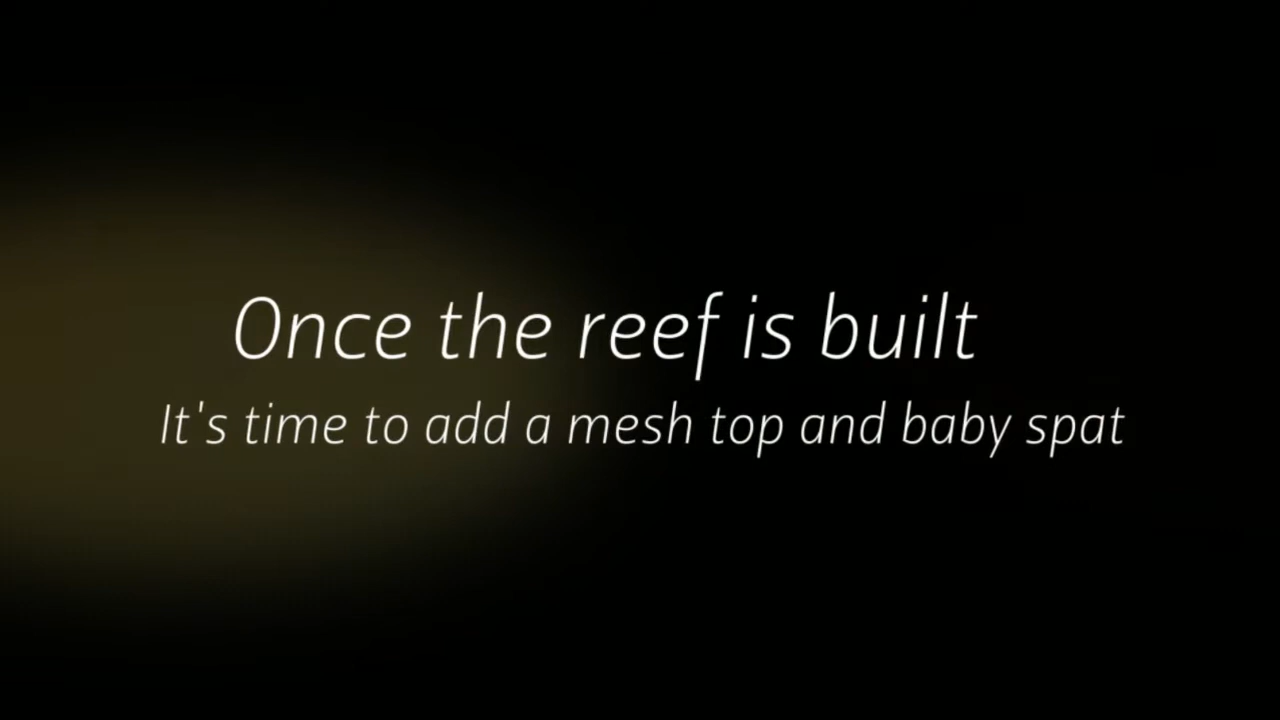 Once the reef is built
It's time to add a mesh top and baby spat